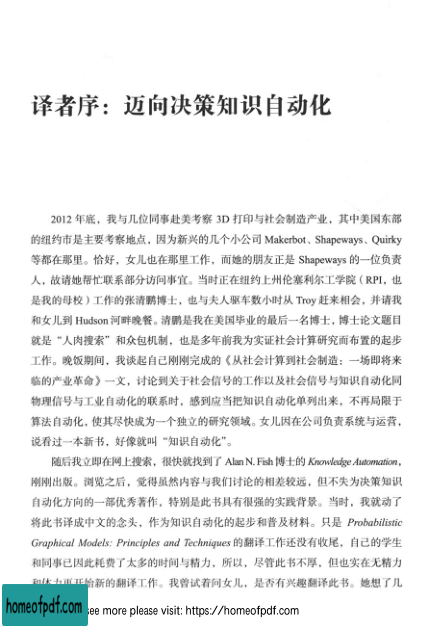 译者序：迈向决策知识自动化
2012 年底，我与几位同事赴美考察 3D 打印与社会制造产业，其中美国东部
的纽约市是主要考察地点，因为新兴的几个小公司 Makerbot、Shapeways、Quirky
等都在那里。恰好，女儿也在那里工作，而她的朋友正是 Shapeways 的一位负责
人，故请她帮忙联系部分访问事宜。当时正在纽约上州伦塞利尔工学院（RPI，也
是我的母校）工作的张清鹏博士，也与夫人驱车数小时从 Troy 赶来相会，并请我
和女儿到 Hudson 河畔晚餐。清鹏是我在美国毕业的最后一名博士，博士论文题目
就是“人肉搜索”和众包机制，也是多年前我为实证社会计算研究而布置的起步
工作。晚饭期间，我谈起自己刚刚完成的《从社会计算到社会制造：一场即将来
临的产业革命》一文，讨论到关于社会信号的工作以及社会信号与知识自动化同
物理信号与工业自动化的联系时，感到应当把知识自动化单列出来，不再局限于
算法自动化，使其尽快成为一个独立的研究领域。女儿因在公司负责系统与运营，
说看过一本新书，好像就叫“知识自动化”。
随后我立即在网上搜索，很快就找到了 Alan N. Fish 博士的 Knowledge Automation，
刚刚出版。浏览之后，觉得虽然内容与我们讨论的相差较远，但不失为决策知识
自动化方向的一部优秀著作，特别是此书具有很强的实践背景。当时，我就动了
将此书译成中文的念头，作为知识自动化的起步和普及材料。只是 Probabilistic
Graphical Models: Principles and Techniques 的翻译工作还没有收尾，自己的学生
和同事已因此耗费了太多的时间与精力，所以，尽管此书不厚，但也实在无精力
和体力再开始新的翻译工作。我曾试着问女儿，是否有兴趣翻译此书。她想了几
homeofpdf.com
see more please visit: https://homeofpdf.com